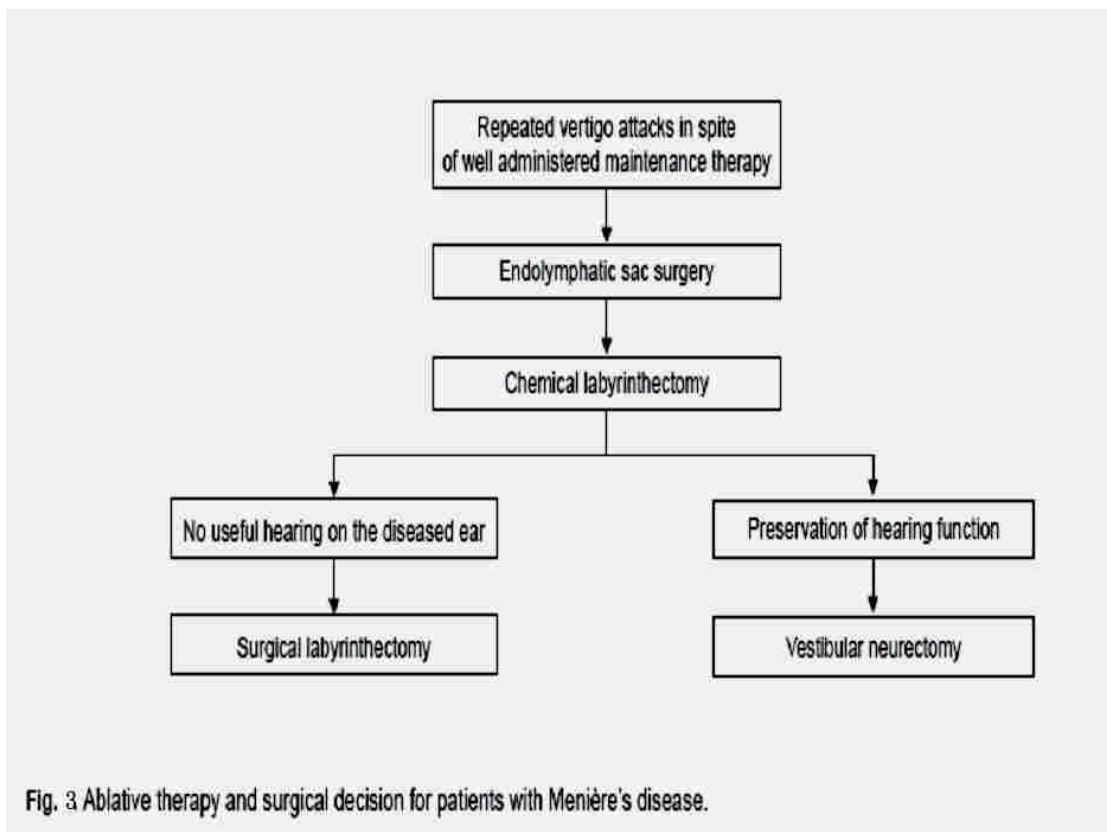 Repeated vertigo attacks in spite
of well administered maintenance therapy
Endolymphatic sac surgery
Chemical labyrinthectomy
No useful hearing on the diseased ear
Preservation of hearing function
Surgical labyrinthectomy
Vestibular neurectomy
Fig. 3 Ablative therapy and surgical decision for patients with Menière's disease.